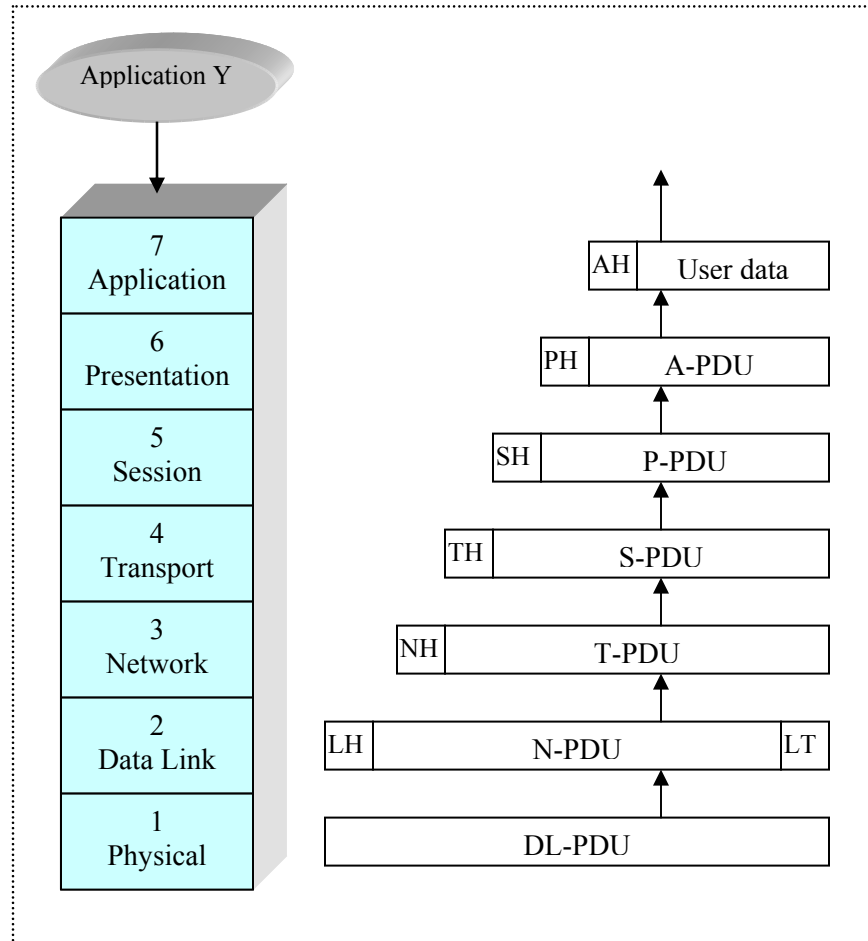 Application Y
7
Application
AH User data
6
Presentation
PH A-PDU
5
Session
SH P-PDU
4
Transport
TH S-PDU
3
Network
NH T-PDU
2
Data Link
LH N-PDU LT
1
Physical
DL-PDU